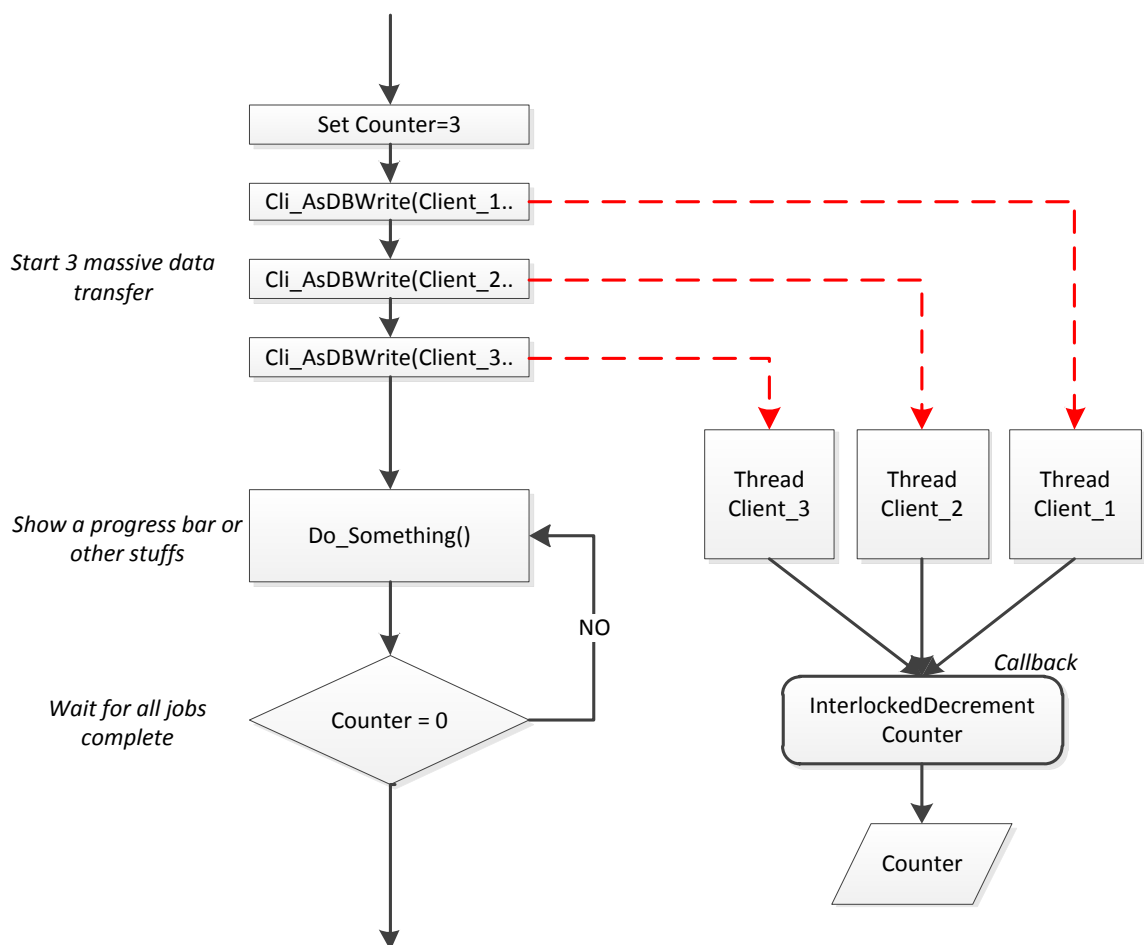 Set Counter=3
Cli_AsDBWrite(Client_1..
Start 3 massive data
transfer
Cli_AsDBWrite(Client_2..
Cli_AsDBWrite(Client_3..
Thread
Client_3
Thread
Client_2
Thread
Client_1
Show a progress bar or
other stuffs
Do_Something()
NO
Callback
Wait for all jobs
complete
Counter = 0
InterlockedDecrement
Counter
Counter